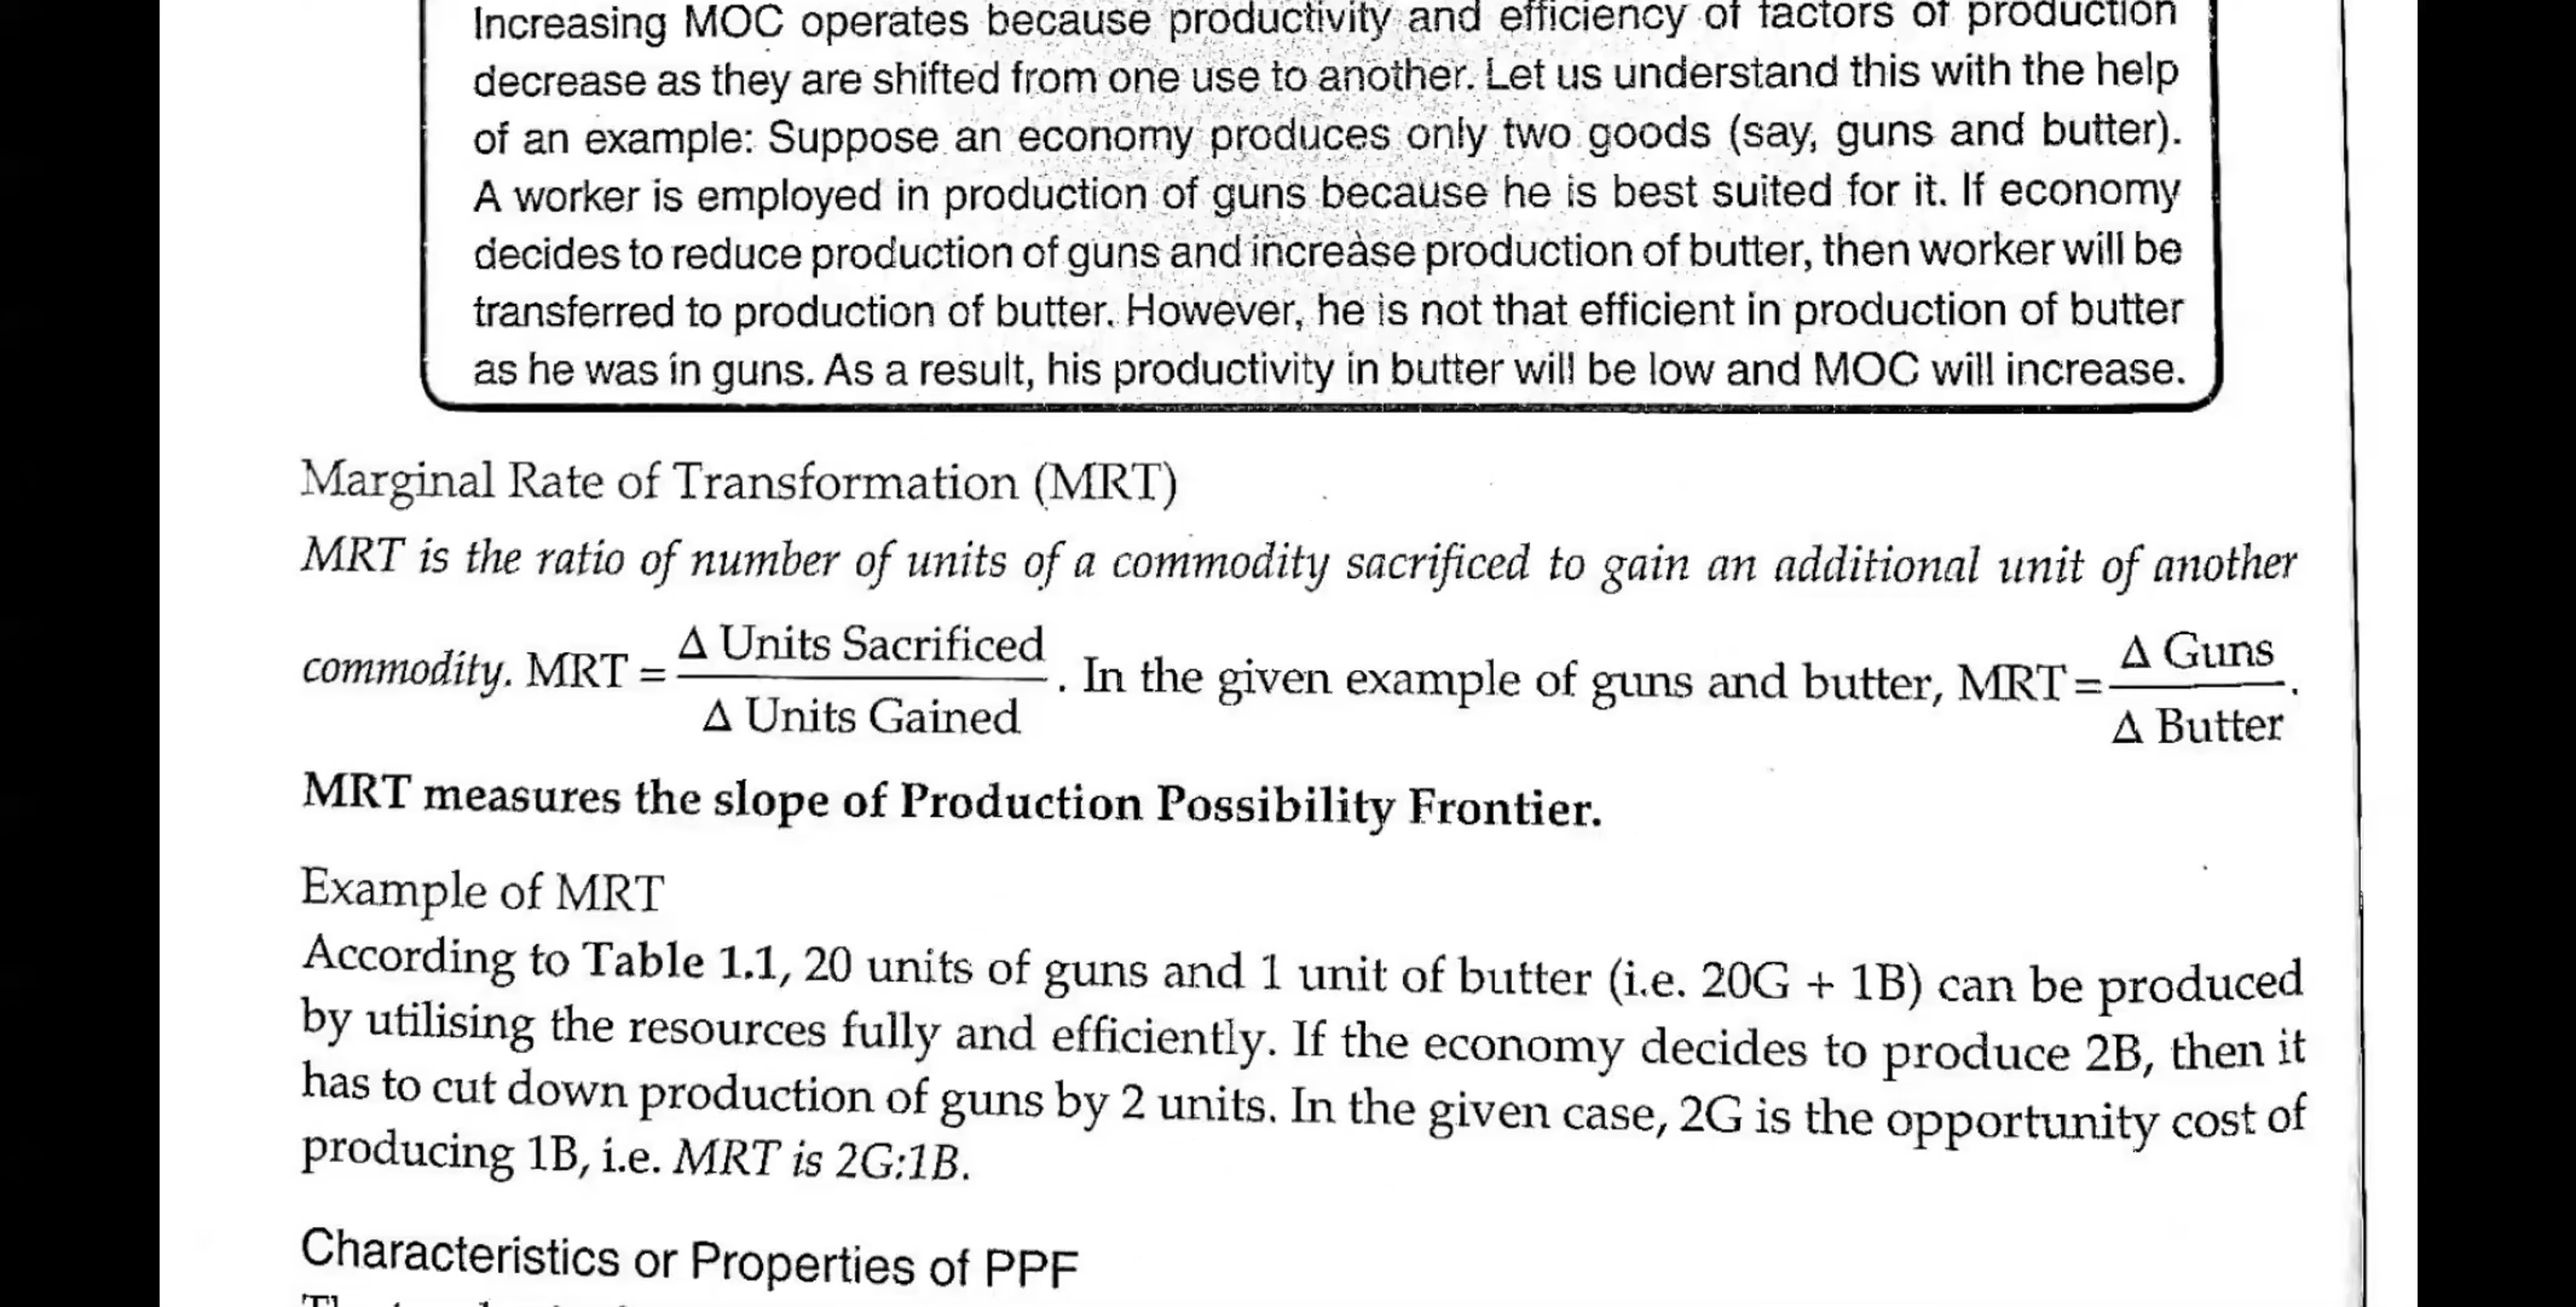 Increasing MOC operates because productivity and efficiency of factors of production
decrease as they are shifted from one use to another. Let us understand this with the help
of an example: Suppose an economy produces only two goods (say, guns and butter).
A worker is employed in production of guns because he is best suited for it. If economy
decides to reduce production of guns and increase production of butter, then worker will be
transferred to production of butter. However, he is not that efficient in production of butter
as he was in guns. As a result, his productivity in butter will be low and MOC will increase.
Marginal Rate of Transformation (MRT)
MRT is the ratio of number of units of a commodity sacrificed to gain an additional unit of another
commodity. MRT = Δ Units Sacrificed / Δ Units Gained. In the given example of guns and butter, MRT = Δ Guns / Δ Butter.
MRT measures the slope of Production Possibility Frontier.
Example of MRT
According to Table 1.1, 20 units of guns and 1 unit of butter (i.e. 20G + 1B) can be produced
by utilising the resources fully and efficiently. If the economy decides to produce 2B, then it
has to cut down production of guns by 2 units. In the given case, 2G is the opportunity cost of
producing 1B, i.e. MRT is 2G:1B.
Characteristics or Properties of PPF